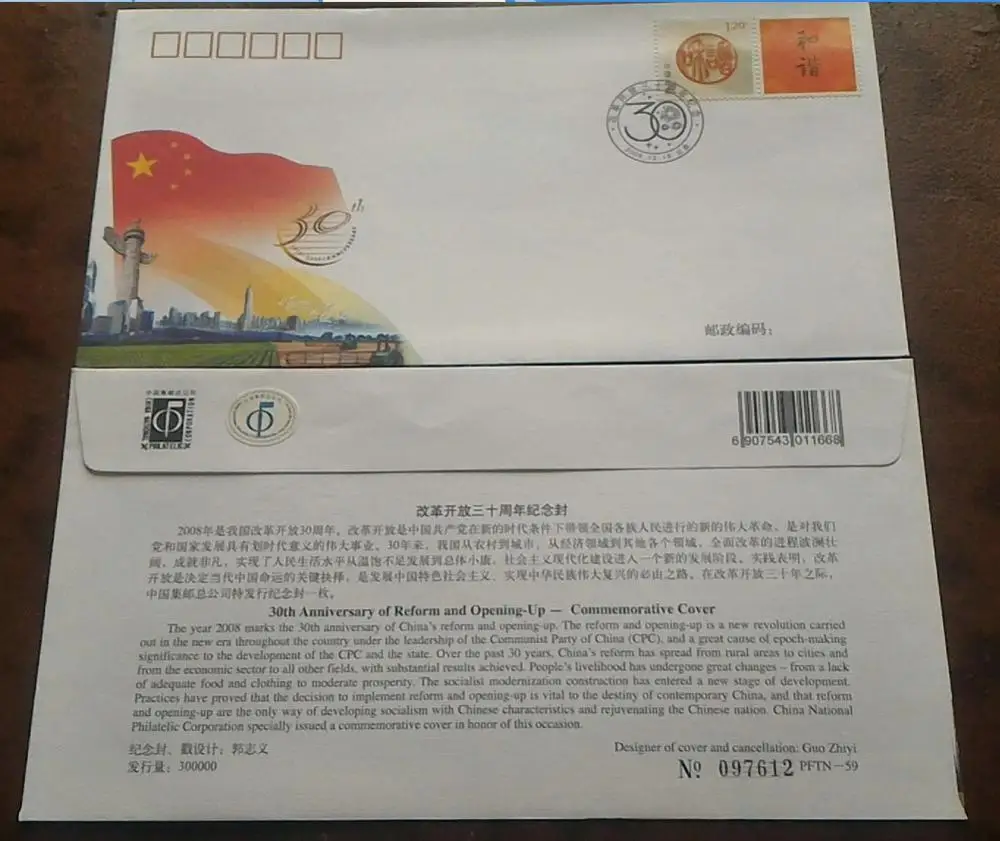 1.20
和
谐
30
2008.12.18
30th
邮政编码：
中国集邮总公司
CHINA NATIONAL PHILATELIC CORPORATION
6 907543 011668
改革开放三十周年纪念封
2008年是我国改革开放30周年。改革开放是中国共产党在新的时代条件下带领全国各族人民进行的新的伟大革命，是对我们
党和国家发展具有划时代意义的伟大事业。30年来，我国从农村到城市，从经济领域到其他各个领域，全面改革的进程波澜壮
阔，成就非凡，实现了人民生活水平从温饱不足发展到总体小康，社会主义现代化建设进入一个新的发展阶段。实践表明，改革
开放是决定当代中国命运的关键抉择，是发展中国特色社会主义、实现中华民族伟大复兴的必由之路。在改革开放三十年之际，
中国集邮总公司特发行纪念封一枚。
30th Anniversary of Reform and Opening-Up — Commemorative Cover
The year 2008 marks the 30th anniversary of China's reform and opening-up. The reform and opening-up is a new revolution carried
out in the new era throughout the country under the leadership of the Communist Party of China (CPC), and a great cause of epoch-making
significance to the development of the CPC and the state. Over the past 30 years, China's reform has spread from rural areas to cities and
from the economic sector to all other fields, with substantial results achieved. People's livelihood has undergone great changes – from a lack
of adequate food and clothing to moderate prosperity. The socialist modernization construction has entered a new stage of development.
Practices have proved that the decision to implement reform and opening-up is vital to the destiny of contemporary China, and that reform
and opening-up are the only way of developing socialism with Chinese characteristics and rejuvenating the Chinese nation. China National
Philatelic Corporation specially issued a commemorative cover in honor of this occasion.
纪念封、戳设计：郭志义
Designer of cover and cancellation: Guo Zhiyi
发行量：300000
№ 097612 PFTN-59